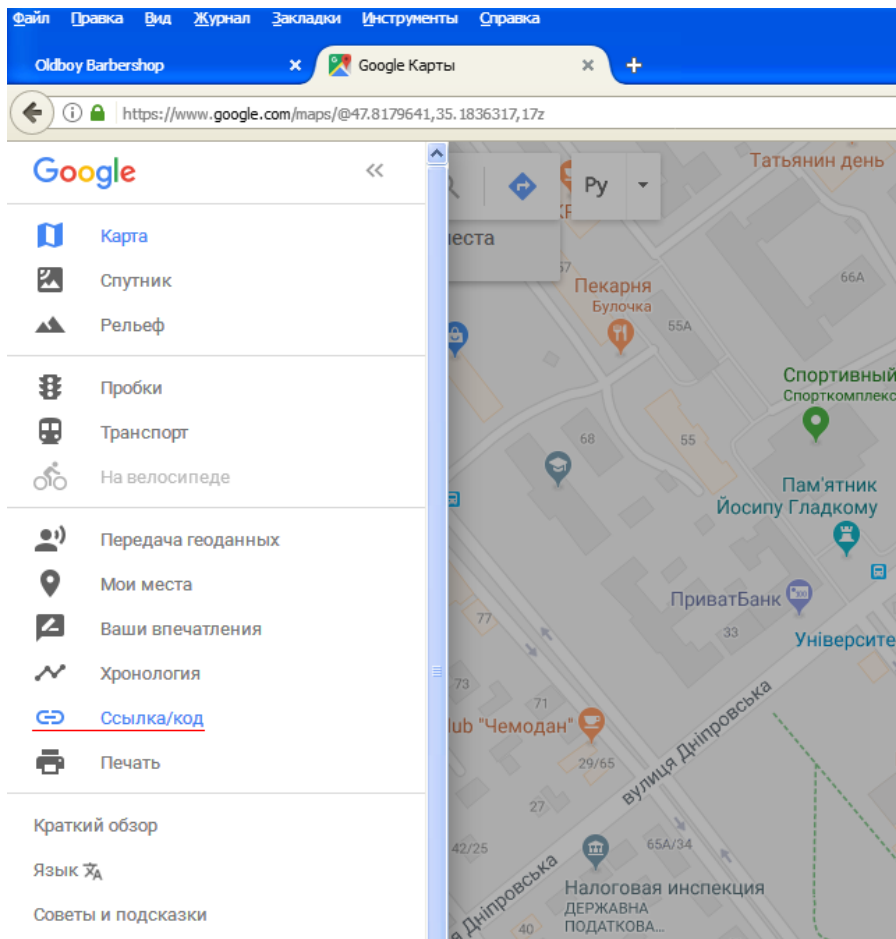 Файл Правка Вид Журнал Закладки Инструменты Справка
Oldboy Barbershop
Google Карты
https://www.google.com/maps/@47.8179641,35.1836317,17z
Google
Карта
Спутник
Рельеф
Пробки
Транспорт
На велосипеде
Передача геоданных
Мои места
Ваши впечатления
Хронология
Ссылка/код
Печать
Краткий обзор
Язык
Советы и подсказки
Ру
Татьянин день
еста
57
66А
Пекарня
Булочка
55А
Спортивный
Спорткомплекс
68
55
Пам'ятник
Йосипу Гладкому
ПриватБанк
77
33
Університе
73
71
lub "Чемодан"
29/65
вулиця Дніпровська
27
42/25
65А/34
Дніпровська
Налоговая инспекция
ДЕРЖАВНА
ПОДАТКОВА...
40